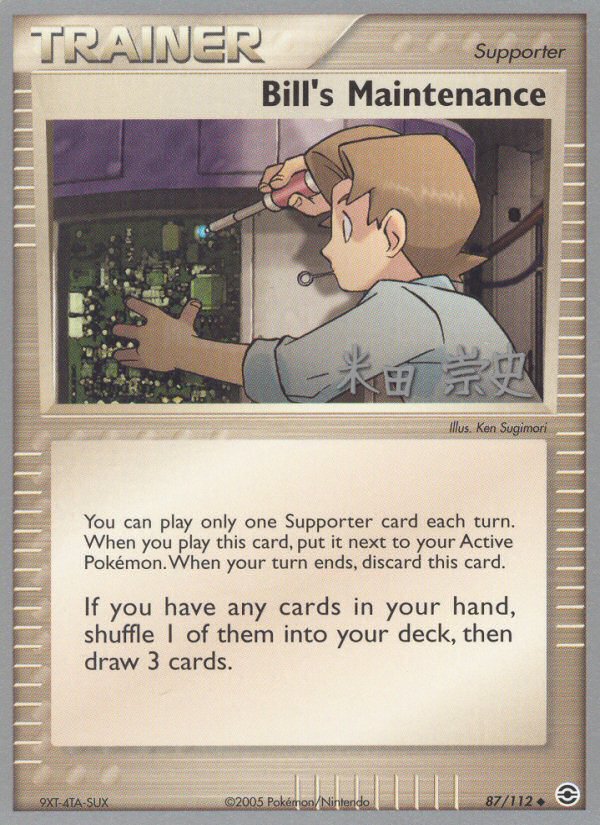 TRAINER
Supporter
Bill's Maintenance
米田 崇史
Illus. Ken Sugimori
You can play only one Supporter card each turn.
When you play this card, put it next to your Active
Pokémon. When your turn ends, discard this card.
If you have any cards in your hand,
shuffle 1 of them into your deck, then
draw 3 cards.
9XT-4TA-SUX
©2005 Pokémon/Nintendo
87/112 ◆